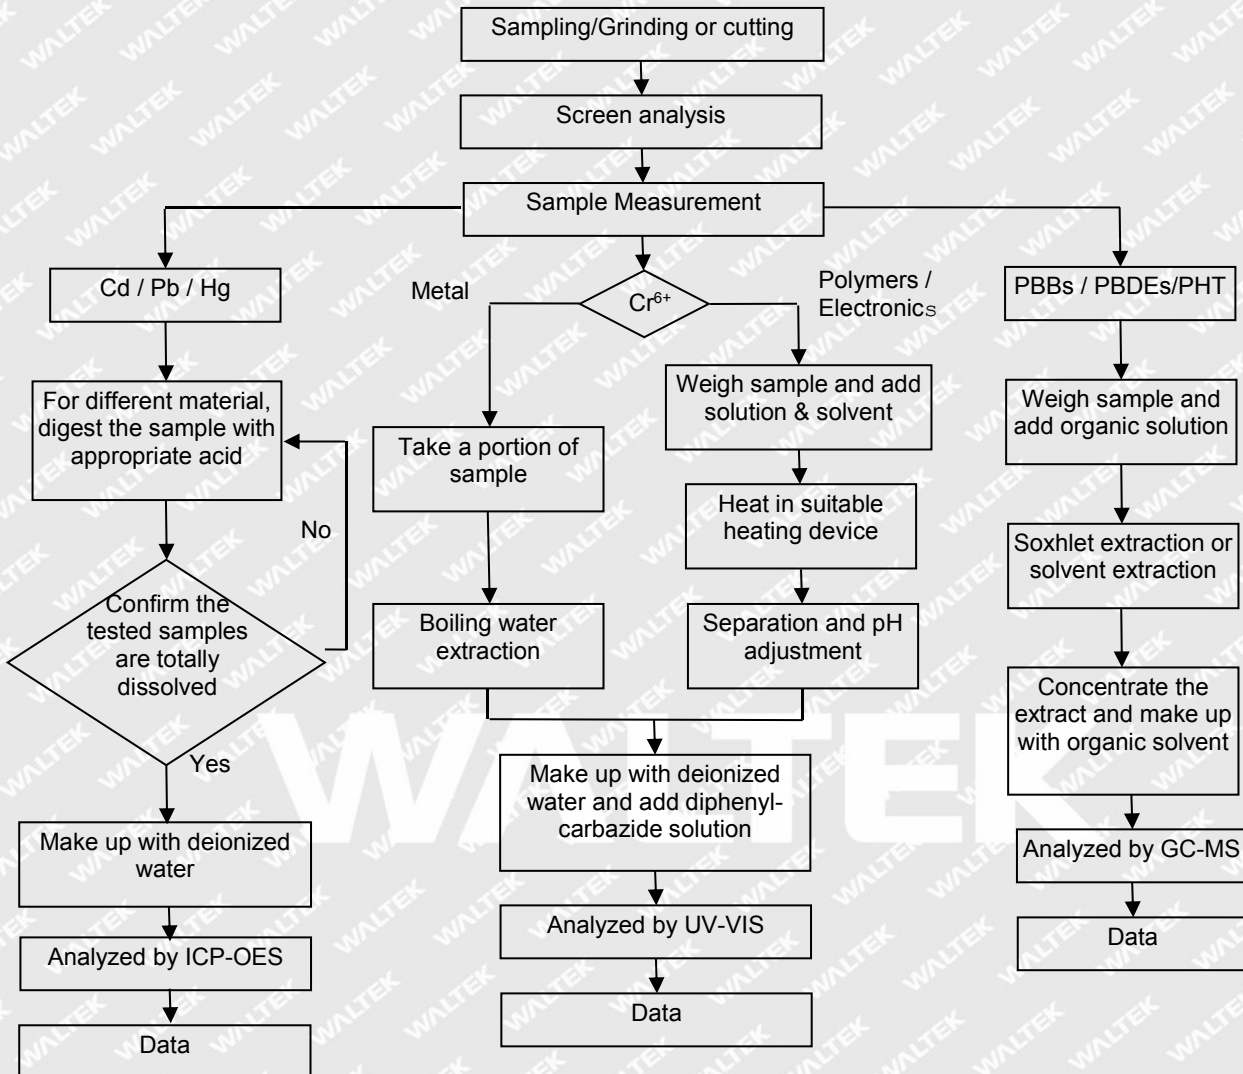 Sampling/Grinding or cutting
Screen analysis
Sample Measurement
Cd / Pb / Hg
For different material,
digest the sample with
appropriate acid
No
Confirm the
tested samples
are totally
dissolved
Yes
Make up with deionized
water
Analyzed by ICP-OES
Data
Metal
Cr⁶⁺
Polymers /
Electronics
Take a portion of
sample
Boiling water
extraction
Weigh sample and add
solution & solvent
Heat in suitable
heating device
Separation and pH
adjustment
Make up with deionized
water and add diphenyl-
carbazide solution
Analyzed by UV-VIS
Data
PBBs / PBDEs/PHT
Weigh sample and
add organic solution
Soxhlet extraction or
solvent extraction
Concentrate the
extract and make up
with organic solvent
Analyzed by GC-MS
Data
WALTEK